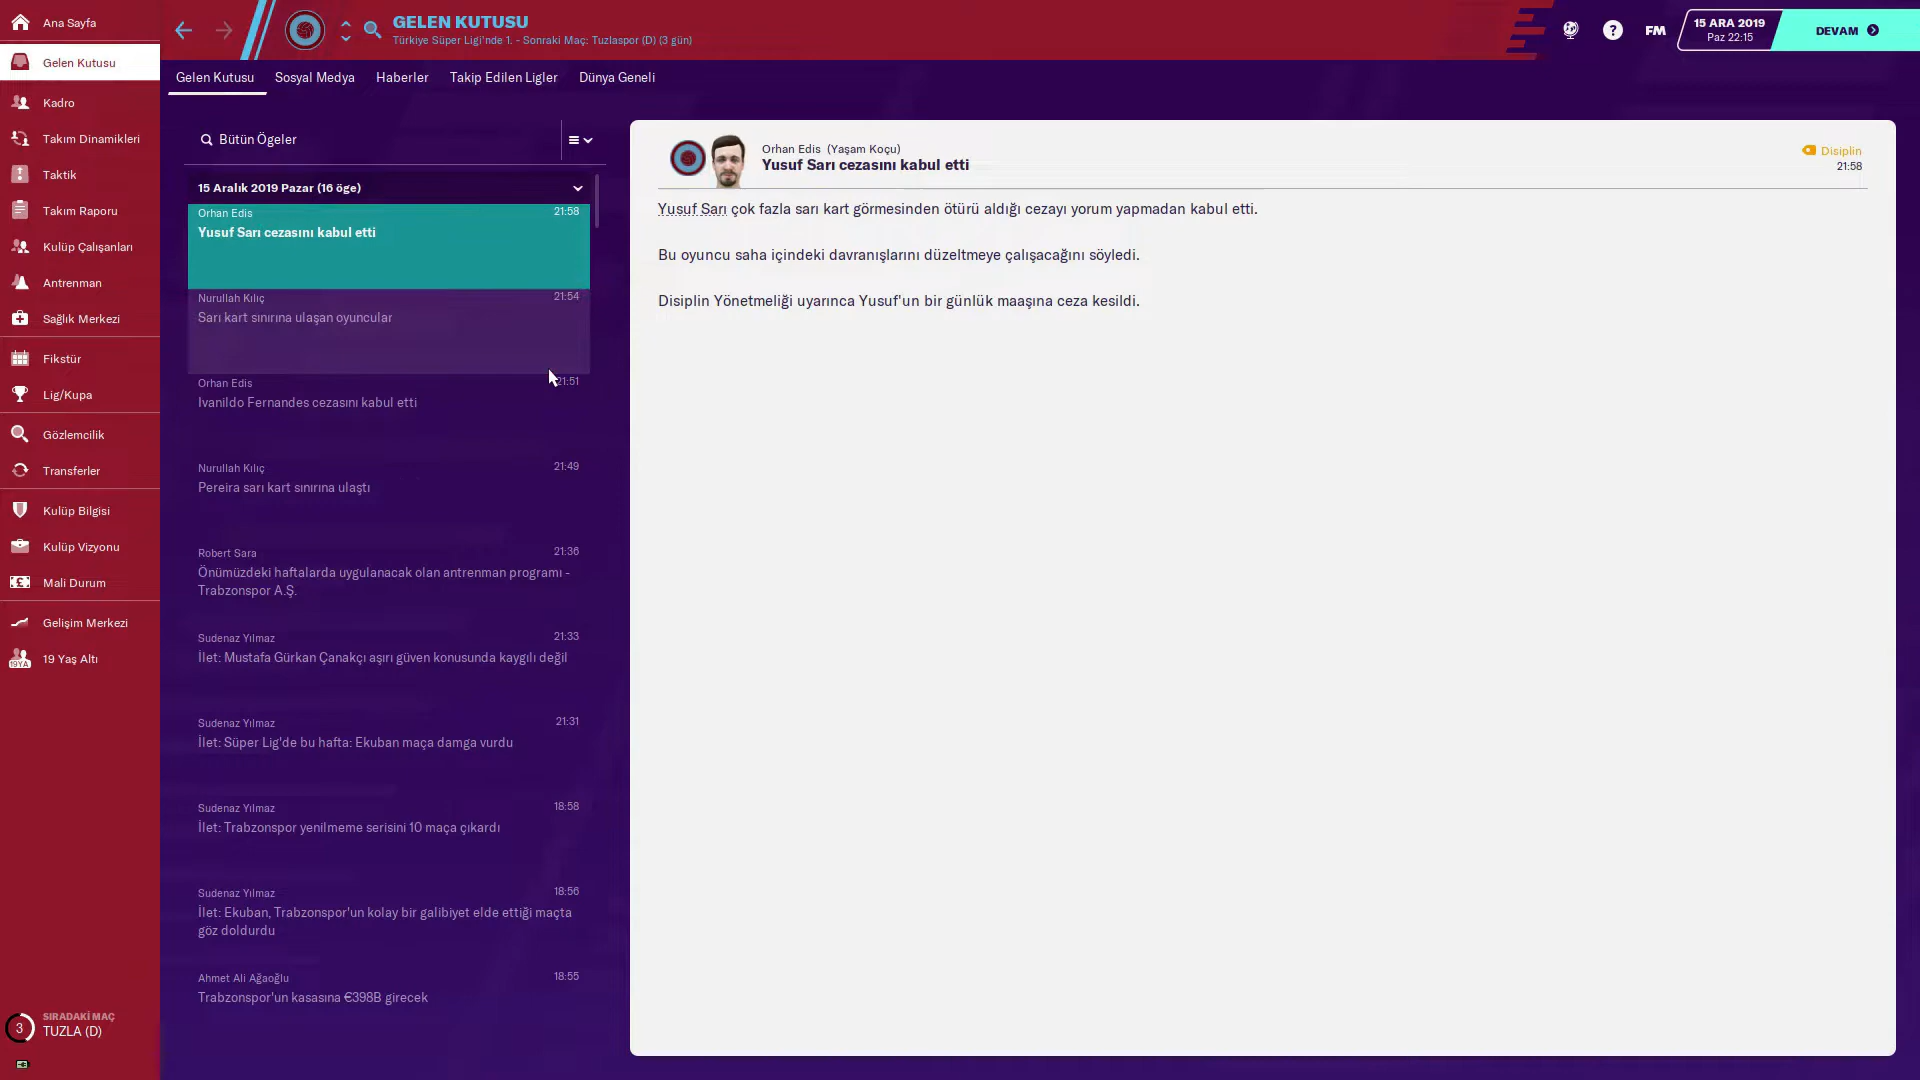 Ana Sayfa
Gelen Kutusu
Kadro
Takım Dinamikleri
Taktik
Takım Raporu
Kulüp Çalışanları
Antrenman
Sağlık Merkezi
Fikstür
Lig/Kupa
Gözlemcilik
Transferler
Kulüp Bilgisi
Kulüp Vizyonu
Mali Durum
Gelişim Merkezi
19YA
19 Yaş Altı
3
SIRADAKİ MAÇ
TUZLA (D)
GELEN KUTUSU
Türkiye Süper Ligi'nde 1. - Sonraki Maç: Tuzlaspor (D) (3 gün)
?
FM
15 ARA 2019
Paz 22:15
DEVAM
Gelen Kutusu
Sosyal Medya
Haberler
Takip Edilen Ligler
Dünya Geneli
Bütün Ögeler
15 Aralık 2019 Pazar (16 öge)
Orhan Edis
21:58
Yusuf Sarı cezasını kabul etti
Nurullah Kılıç
21:54
Sarı kart sınırına ulaşan oyuncular
Orhan Edis
21:51
Ivanildo Fernandes cezasını kabul etti
Nurullah Kılıç
21:49
Pereira sarı kart sınırına ulaştı
Robert Sara
21:36
Önümüzdeki haftalarda uygulanacak olan antrenman programı -
Trabzonspor A.Ş.
Sudenaz Yılmaz
21:33
İlet: Mustafa Gürkan Çanakçı aşırı güven konusunda kaygılı değil
Sudenaz Yılmaz
21:31
İlet: Süper Lig'de bu hafta: Ekuban maça damga vurdu
Sudenaz Yılmaz
18:58
İlet: Trabzonspor yenilmeme serisini 10 maça çıkardı
Sudenaz Yılmaz
18:56
İlet: Ekuban, Trabzonspor'un kolay bir galibiyet elde ettiği maçta
göz doldurdu
Ahmet Ali Ağaoğlu
18:55
Trabzonspor'un kasasına €398B girecek
Orhan Edis (Yaşam Koçu)
Yusuf Sarı cezasını kabul etti
Disiplin
21:58
Yusuf Sarı çok fazla sarı kart görmesinden ötürü aldığı cezayı yorum yapmadan kabul etti.
Bu oyuncu saha içindeki davranışlarını düzeltmeye çalışacağını söyledi.
Disiplin Yönetmeliği uyarınca Yusuf'un bir günlük maaşına ceza kesildi.